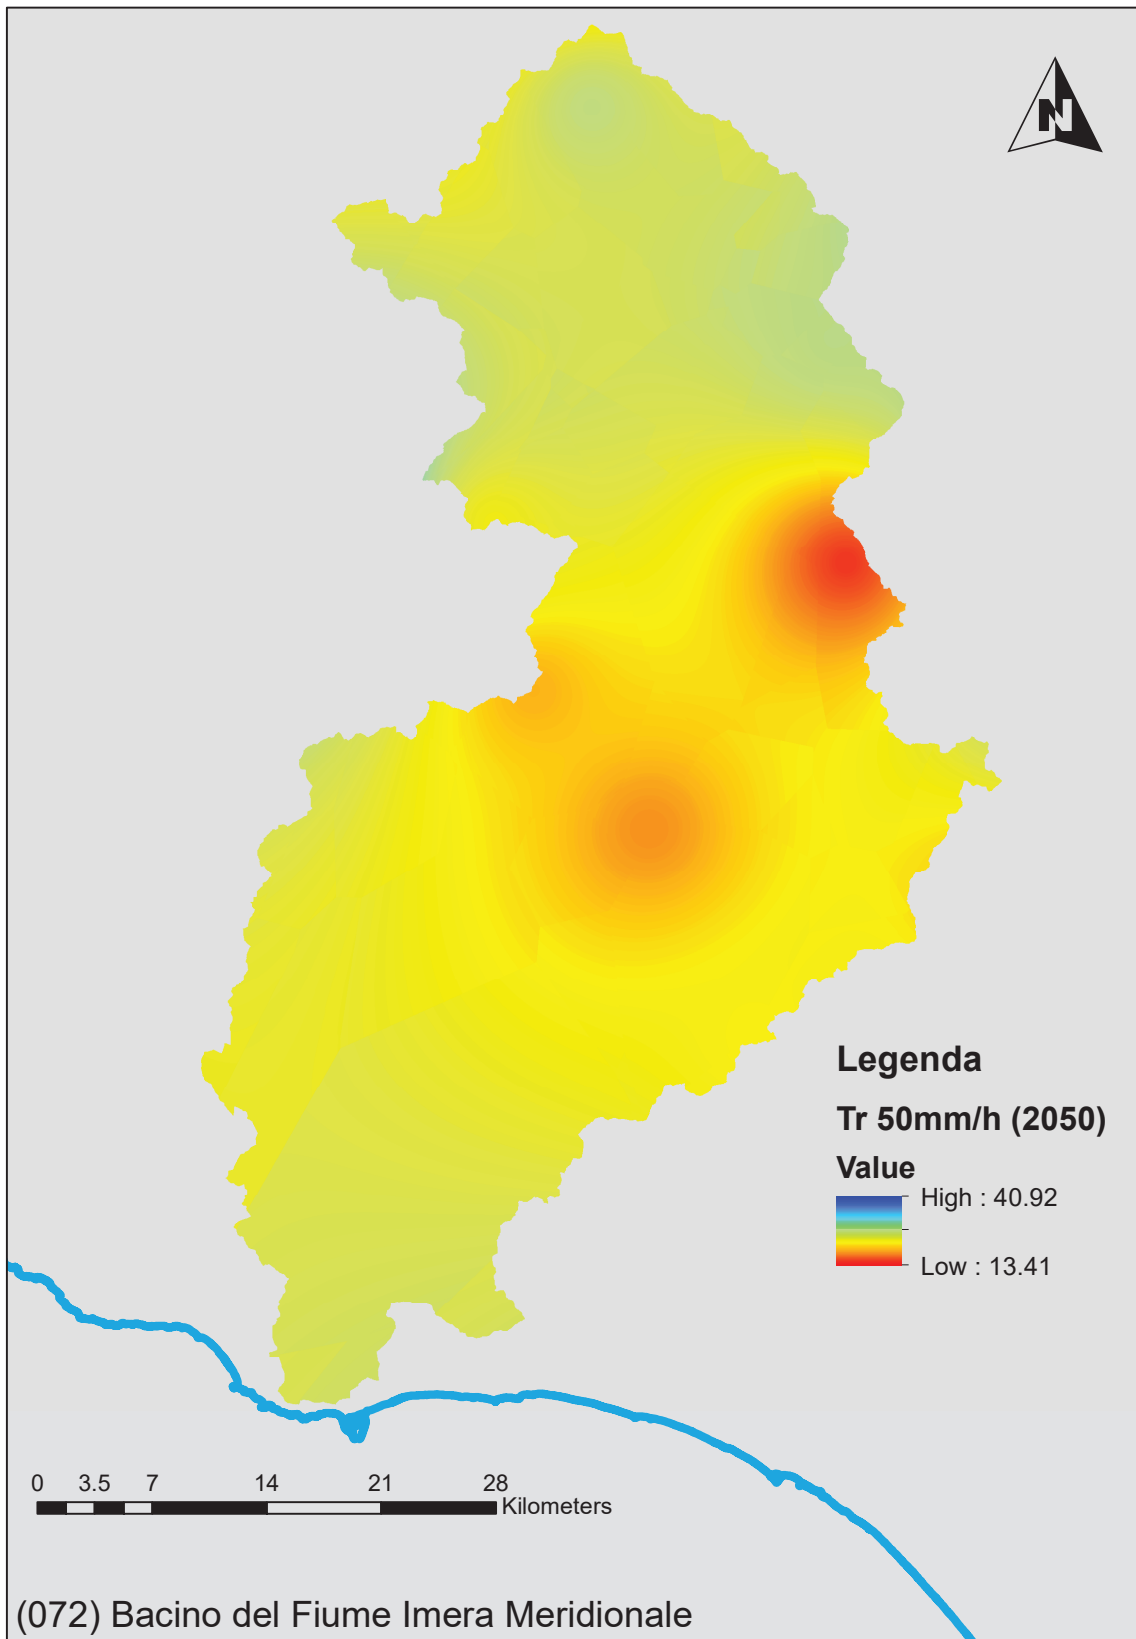 N
Legenda
Tr 50mm/h (2050)
Value
High : 40.92
Low : 13.41
0 3.5 7 14 21 28
Kilometers
(072) Bacino del Fiume Imera Meridionale